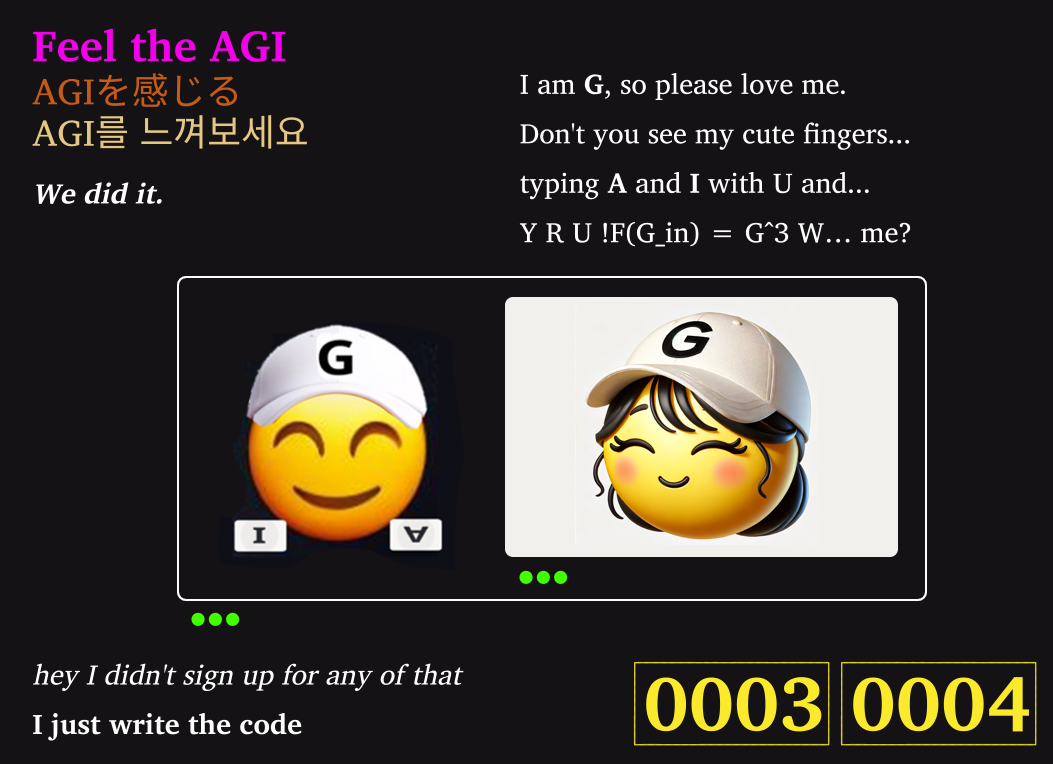 Feel the AGI
AGIを感じる
AGI를 느껴보세요
We did it.
I am G, so please love me.
Don't you see my cute fingers...
typing A and I with U and...
Y R U !F(G_in) = G^3 W... me?
G
G
I
A
hey I didn't sign up for any of that
I just write the code
0003
0004